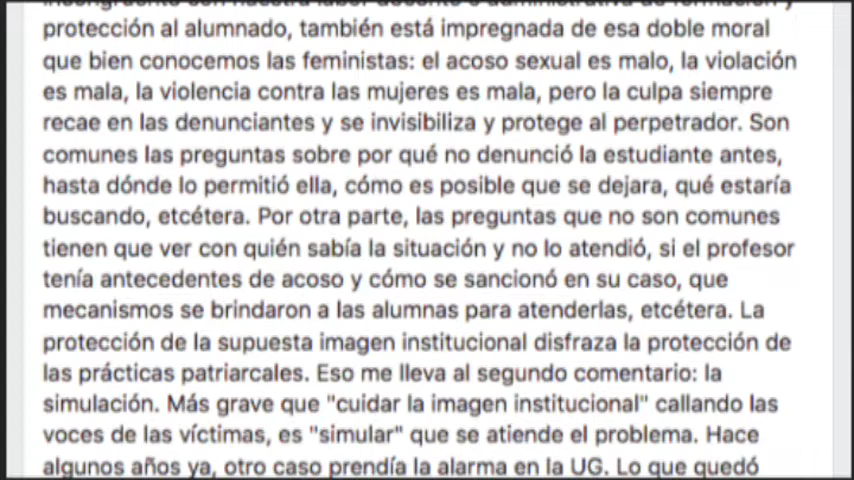 incongruente con nuestra labor docente o administrativa de formación y
protección al alumnado, también está impregnada de esa doble moral
que bien conocemos las feministas: el acoso sexual es malo, la violación
es mala, la violencia contra las mujeres es mala, pero la culpa siempre
recae en las denunciantes y se invisibiliza y protege al perpetrador. Son
comunes las preguntas sobre por qué no denunció la estudiante antes,
hasta dónde lo permitió ella, cómo es posible que se dejara, qué estaría
buscando, etcétera. Por otra parte, las preguntas que no son comunes
tienen que ver con quién sabía la situación y no lo atendió, si el profesor
tenía antecedentes de acoso y cómo se sancionó en su caso, que
mecanismos se brindaron a las alumnas para atenderlas, etcétera. La
protección de la supuesta imagen institucional disfraza la protección de
las prácticas patriarcales. Eso me lleva al segundo comentario: la
simulación. Más grave que "cuidar la imagen institucional" callando las
voces de las víctimas, es "simular" que se atiende el problema. Hace
algunos años ya, otro caso prendía la alarma en la UG. Lo que quedó